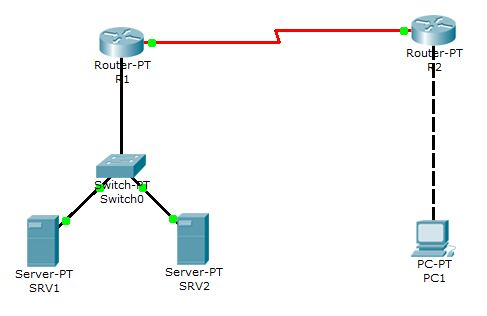 Router-PT
R1
Router-PT
R2
Switch-PT
Switch0
Server-PT
SRV1
Server-PT
SRV2
PC-PT
PC1